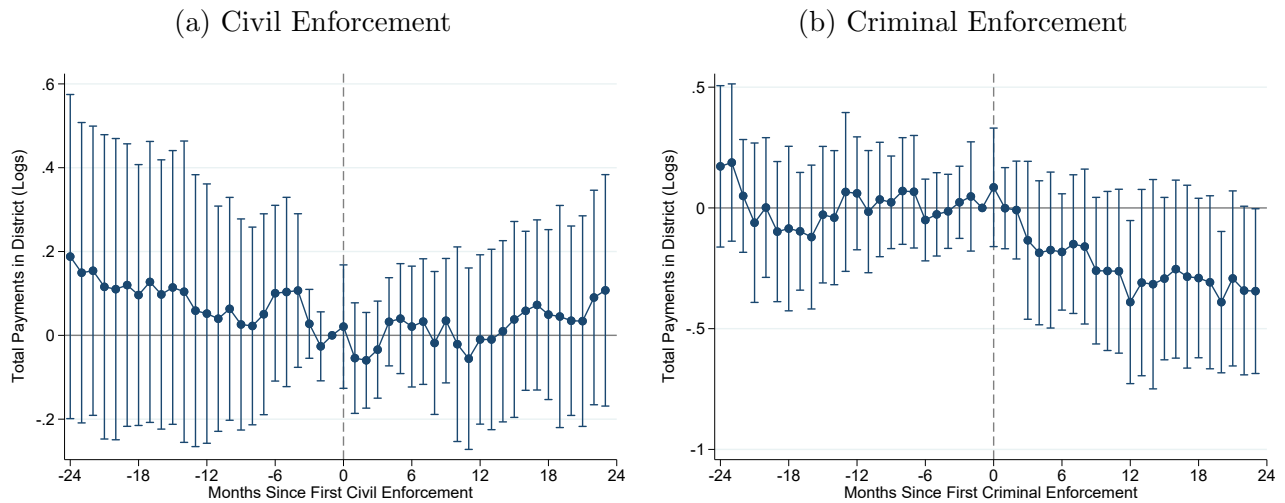 (a) Civil Enforcement
.6
.4
.2
0
-.2
Total Payments in District (Logs)
-24 -18 -12 -6 0 6 12 18 24
Months Since First Civil Enforcement
(b) Criminal Enforcement
.5
0
-.5
-1
Total Payments in District (Logs)
-24 -18 -12 -6 0 6 12 18 24
Months Since First Criminal Enforcement